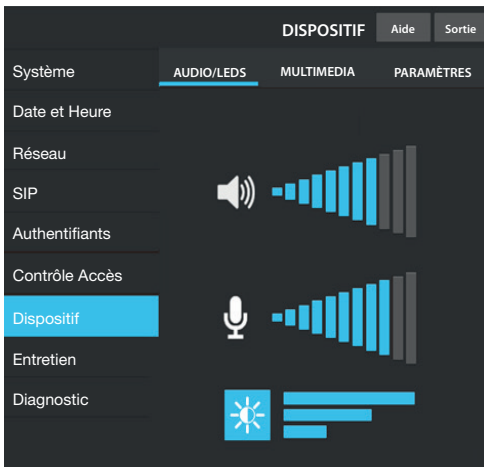 DISPOSITIF Aide Sortie
Système
AUDIO/LEDS MULTIMEDIA PARAMÈTRES
Date et Heure
Réseau
SIP
Authentifiants
Contrôle Accès
Dispositif
Entretien
Diagnostic